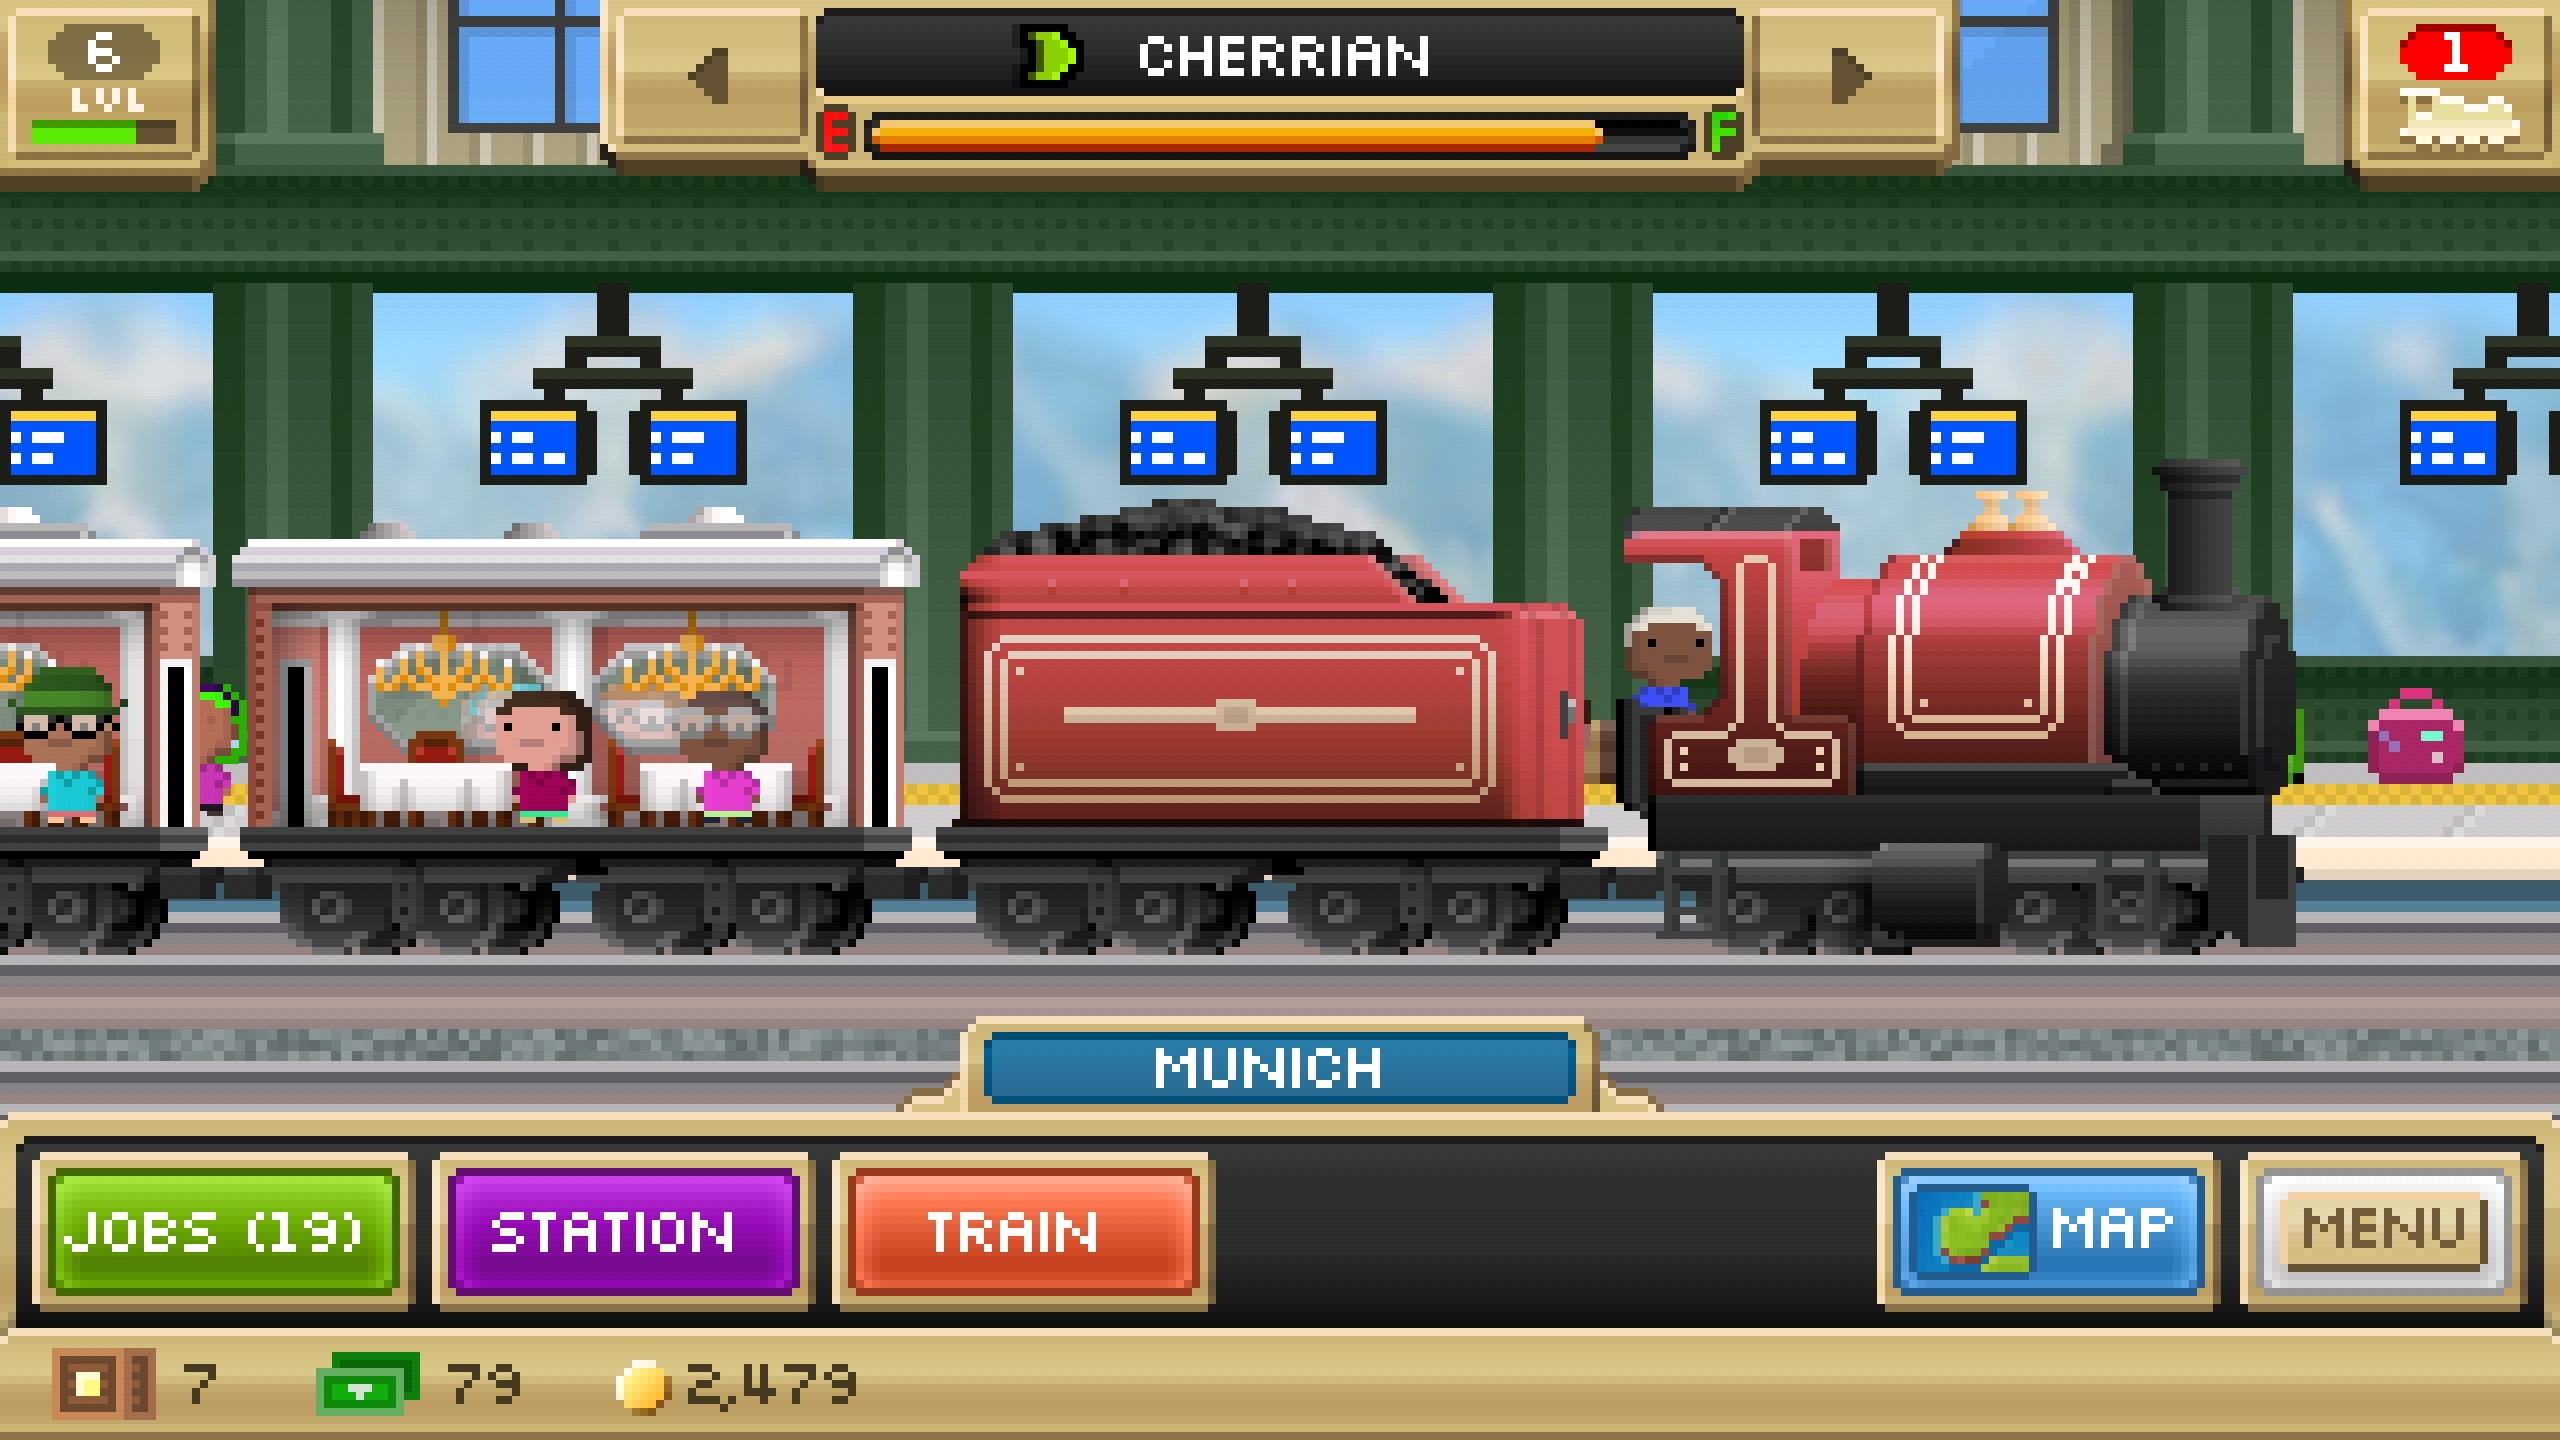 6
LVL
CHERRIAN
E F
1
MUNICH
JOBS (19) STATION TRAIN MAP MENU
7 79 2,479